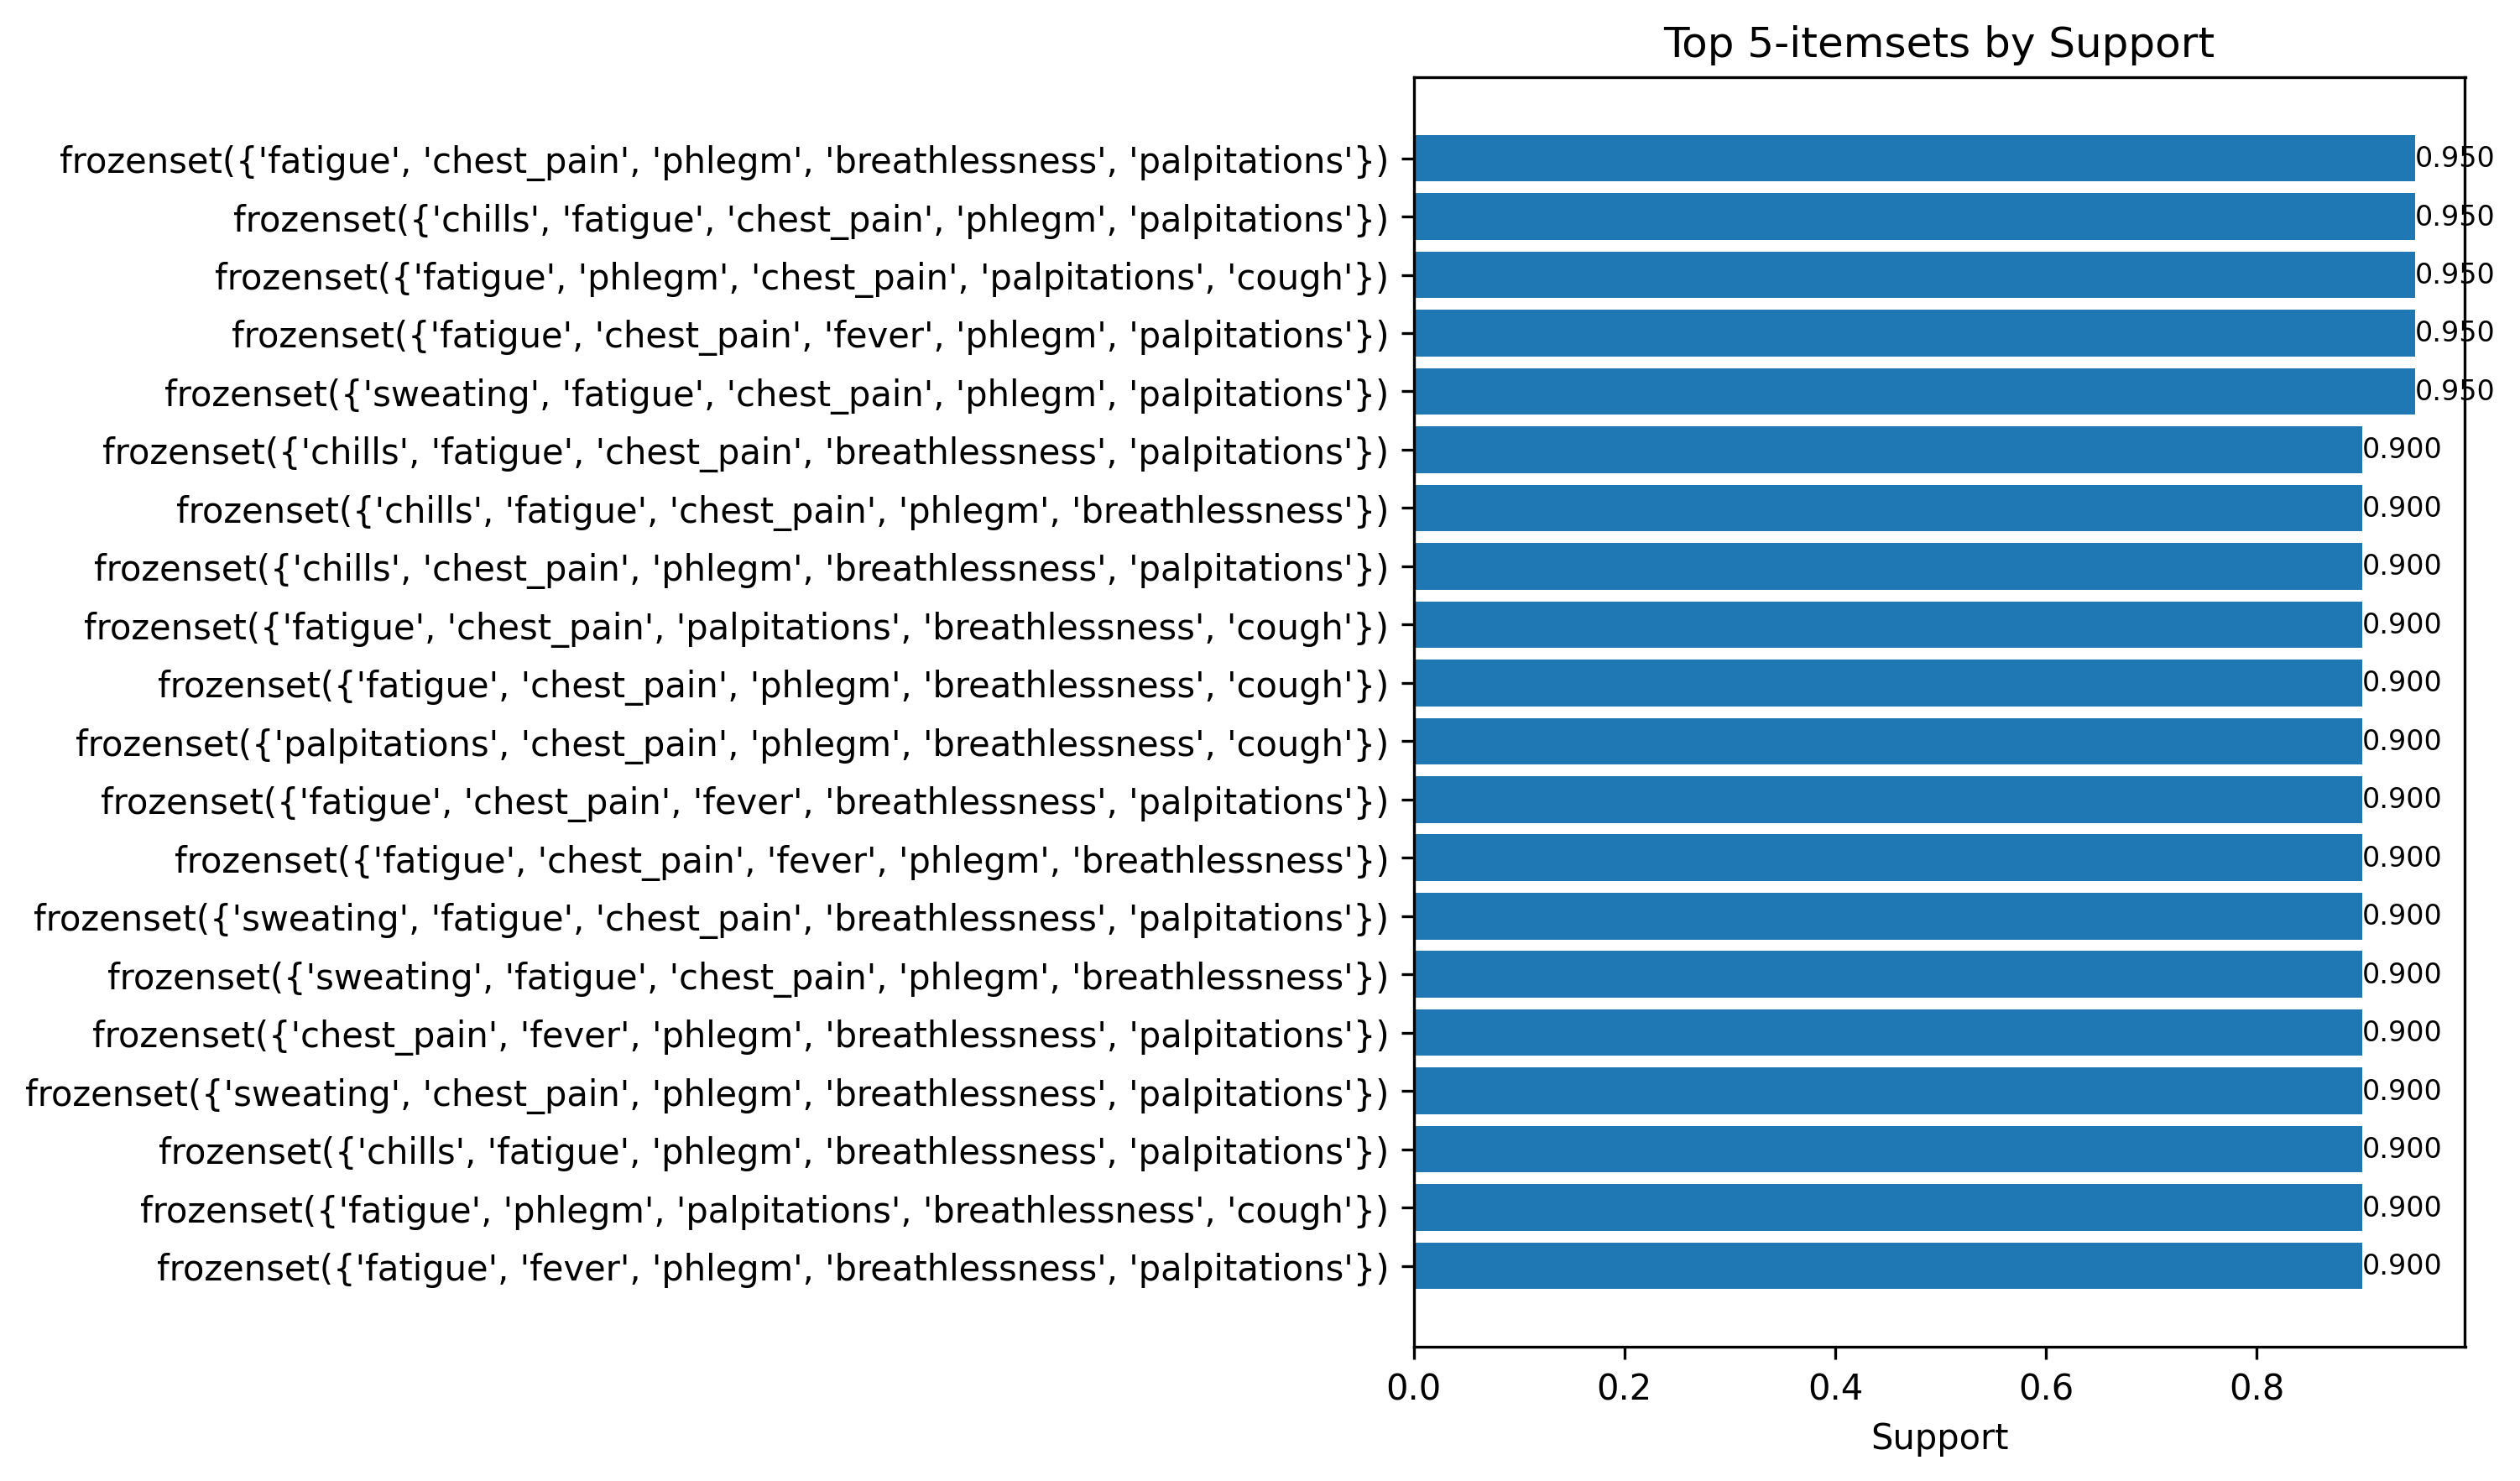 Top 5-itemsets by Support
frozenset({'fatigue', 'chest_pain', 'phlegm', 'breathlessness', 'palpitations'}) 0.950
frozenset({'chills', 'fatigue', 'chest_pain', 'phlegm', 'palpitations'}) 0.950
frozenset({'fatigue', 'phlegm', 'chest_pain', 'palpitations', 'cough'}) 0.950
frozenset({'fatigue', 'chest_pain', 'fever', 'phlegm', 'palpitations'}) 0.950
frozenset({'sweating', 'fatigue', 'chest_pain', 'phlegm', 'palpitations'}) 0.950
frozenset({'chills', 'fatigue', 'chest_pain', 'breathlessness', 'palpitations'}) 0.900
frozenset({'chills', 'fatigue', 'chest_pain', 'phlegm', 'breathlessness'}) 0.900
frozenset({'chills', 'chest_pain', 'phlegm', 'breathlessness', 'palpitations'}) 0.900
frozenset({'fatigue', 'chest_pain', 'palpitations', 'breathlessness', 'cough'}) 0.900
frozenset({'fatigue', 'chest_pain', 'phlegm', 'breathlessness', 'cough'}) 0.900
frozenset({'palpitations', 'chest_pain', 'phlegm', 'breathlessness', 'cough'}) 0.900
frozenset({'fatigue', 'chest_pain', 'fever', 'breathlessness', 'palpitations'}) 0.900
frozenset({'fatigue', 'chest_pain', 'fever', 'phlegm', 'breathlessness'}) 0.900
frozenset({'sweating', 'fatigue', 'chest_pain', 'breathlessness', 'palpitations'}) 0.900
frozenset({'sweating', 'fatigue', 'chest_pain', 'phlegm', 'breathlessness'}) 0.900
frozenset({'chest_pain', 'fever', 'phlegm', 'breathlessness', 'palpitations'}) 0.900
frozenset({'sweating', 'chest_pain', 'phlegm', 'breathlessness', 'palpitations'}) 0.900
frozenset({'chills', 'fatigue', 'phlegm', 'breathlessness', 'palpitations'}) 0.900
frozenset({'fatigue', 'phlegm', 'palpitations', 'breathlessness', 'cough'}) 0.900
frozenset({'fatigue', 'fever', 'phlegm', 'breathlessness', 'palpitations'}) 0.900
0.0 0.2 0.4 0.6 0.8
Support